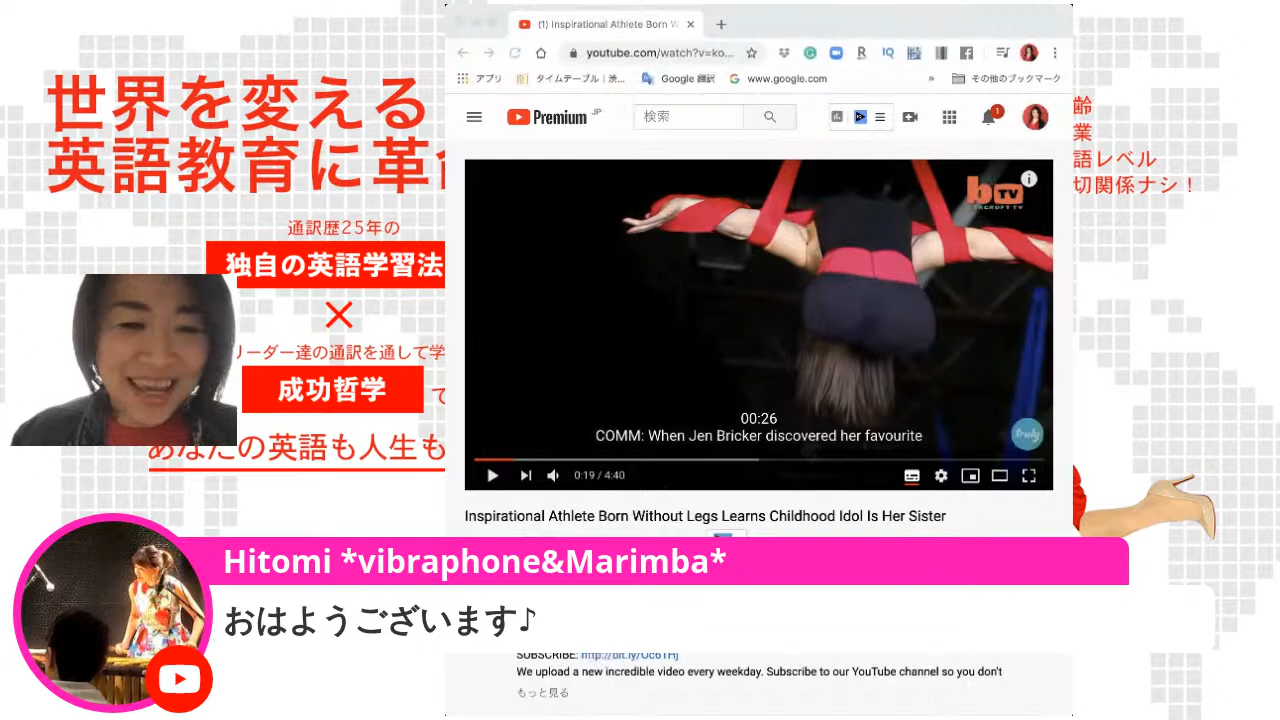 (1) Inspirational Athlete Born W
youtube.com/watch?v=ko...
アプリ
タイムテーブル | 渋...
Google 翻訳
www.google.com
»
その他のブックマーク
Premium JP
検索
1
世界を変える
英語教育に革
通訳歴25年の
独自の英語学習法
×
リーダー達の通訳を通して学
成功哲学
で
あなたの英語も人生も
齢
業
語レベル
切関係ナシ！
b TV
BARCROFT TV
00:26
COMM: When Jen Bricker discovered her favourite
truly
0:19 / 4:40
Inspirational Athlete Born Without Legs Learns Childhood Idol Is Her Sister
Hitomi *vibraphone&Marimba*
おはようございます♪
SUBSCRIBE: http://bit.ly/Oc61Hj
We upload a new incredible video every weekday. Subscribe to our YouTube channel so you don't
もっと見る